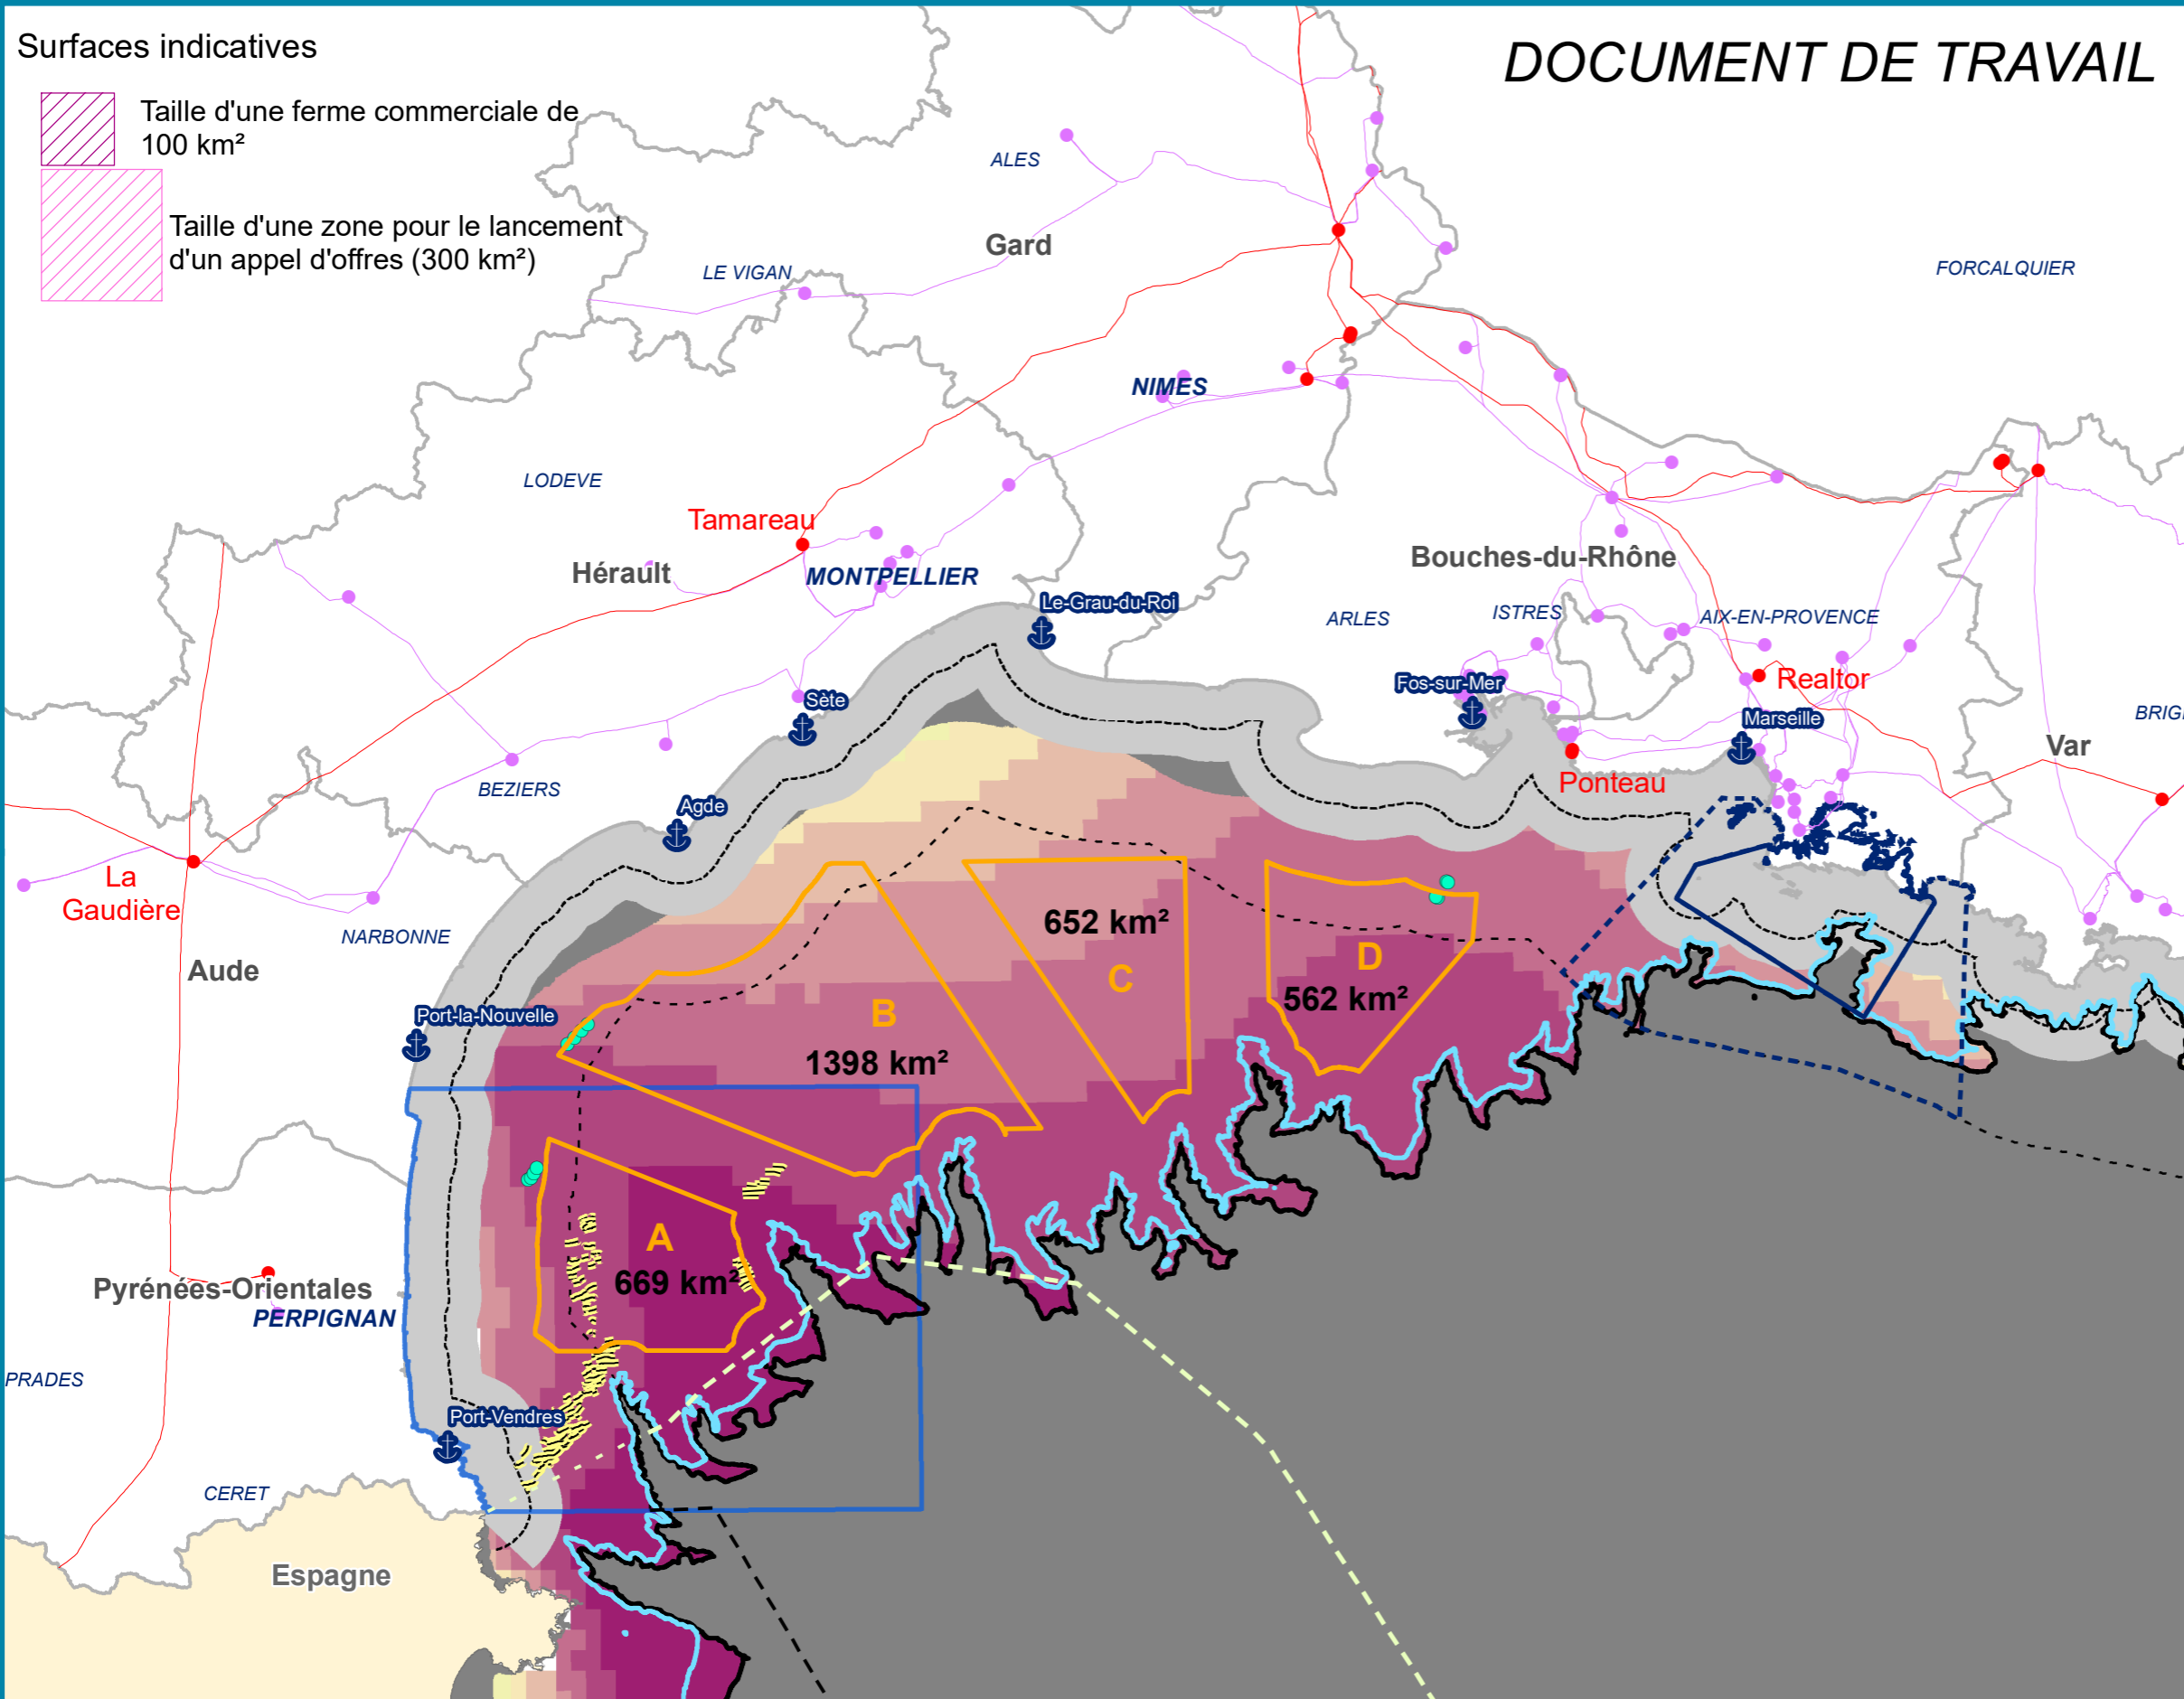 Surfaces indicatives
DOCUMENT DE TRAVAIL
Taille d'une ferme commerciale de
100 km²
Taille d'une zone pour le lancement
d'un appel d'offres (300 km²)
ALES
Gard
LE VIGAN
FORCALQUIER
NIMES
LODEVE
Tamareau
Hérault
MONTPELLIER
Bouches-du-Rhône
Le-Grau-du-Roi
ARLES
ISTRES
AIX-EN-PROVENCE
Fos-sur-Mer
Realtor
Sète
Marseille
BRIG
Var
Ponteau
BEZIERS
Agde
La
Gaudière
NARBONNE
652 km²
Aude
D
C
562 km²
Port-la-Nouvelle
B
1398 km²
A
669 km²
Pyrénées-Orientales
PERPIGNAN
PRADES
Port-Vendres
CERET
Espagne